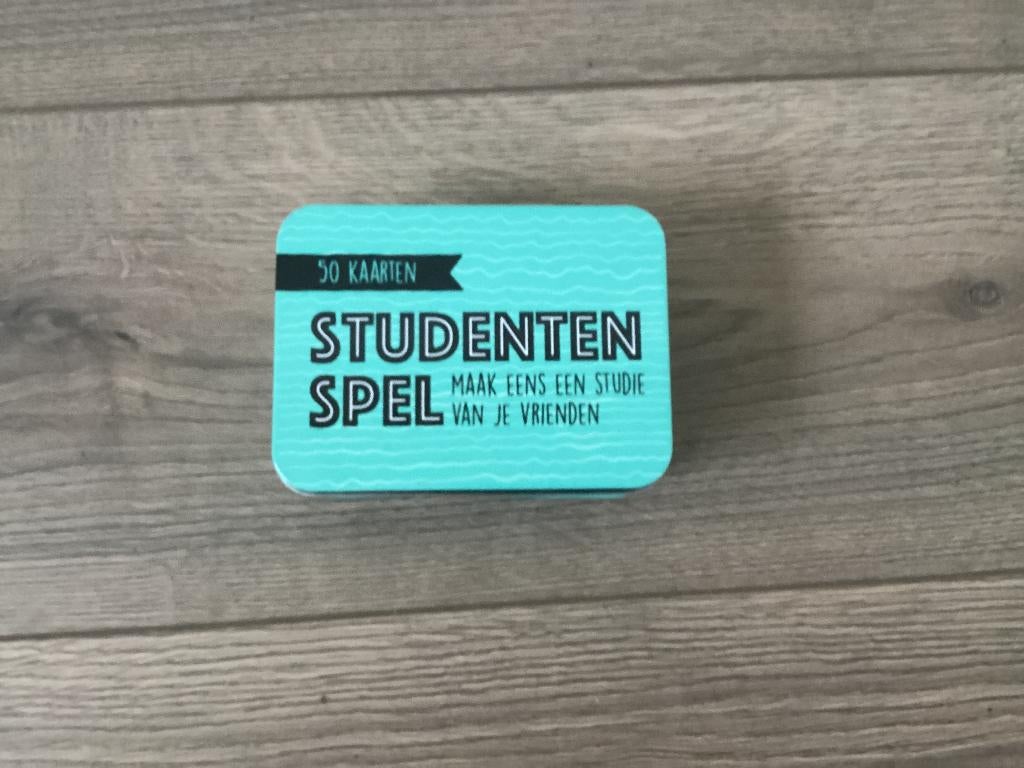 50 KAARTEN
STUDENTEN
SPEL
MAAK EENS EEN STUDIE
VAN JE VRIENDEN